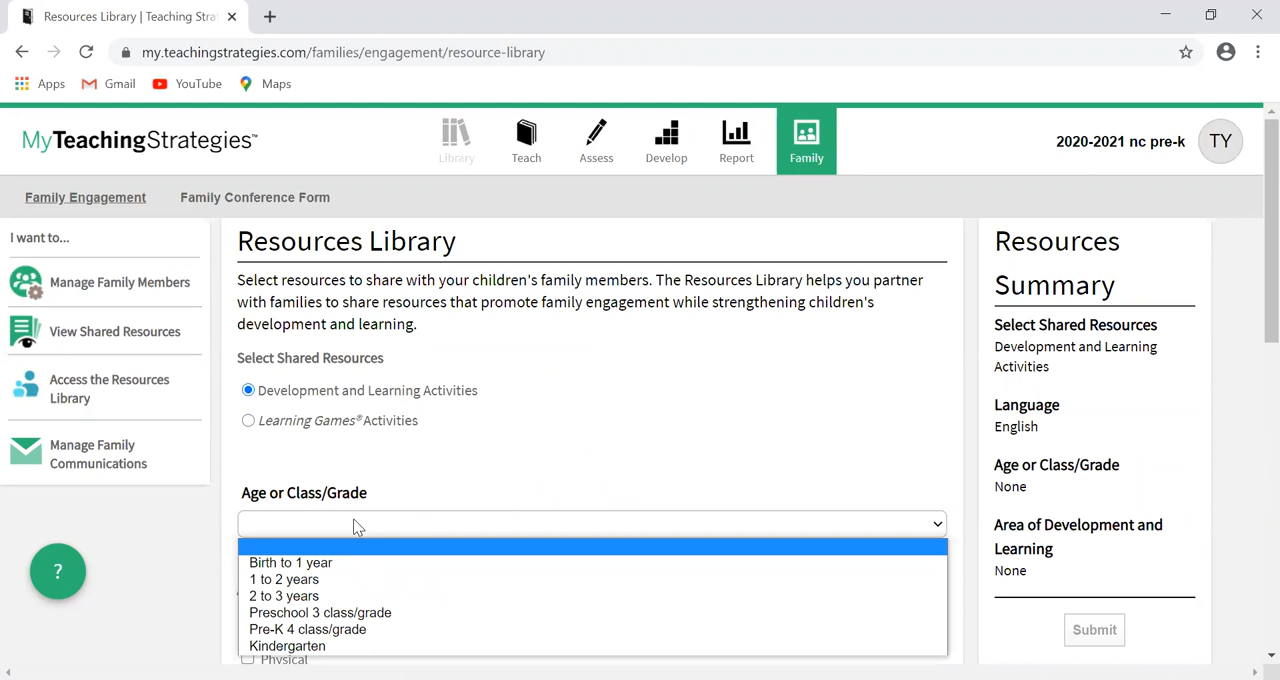 Resources Library | Teaching Stra
my.teachingstrategies.com/families/engagement/resource-library
Apps
Gmail
YouTube
Maps
MyTeachingStrategies™
Library
Teach
Assess
Develop
Report
Family
2020-2021 nc pre-k
TY
Family Engagement
Family Conference Form
I want to...
Manage Family Members
View Shared Resources
Access the Resources
Library
Manage Family
Communications
?
Resources Library
Select resources to share with your children's family members. The Resources Library helps you partner
with families to share resources that promote family engagement while strengthening children's
development and learning.
Select Shared Resources
Development and Learning Activities
Learning Games® Activities
Age or Class/Grade
Birth to 1 year
1 to 2 years
2 to 3 years
Preschool 3 class/grade
Pre-K 4 class/grade
Kindergarten
Physical
Resources
Summary
Select Shared Resources
Development and Learning
Activities
Language
English
Age or Class/Grade
None
Area of Development and
Learning
None
Submit